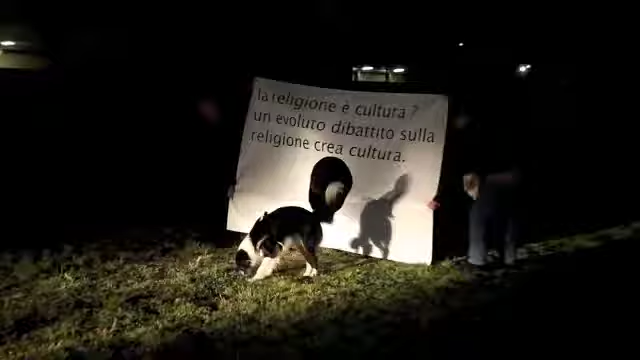 la religione è cultura?
un evoluto dibattito sulla
religione crea cultura.